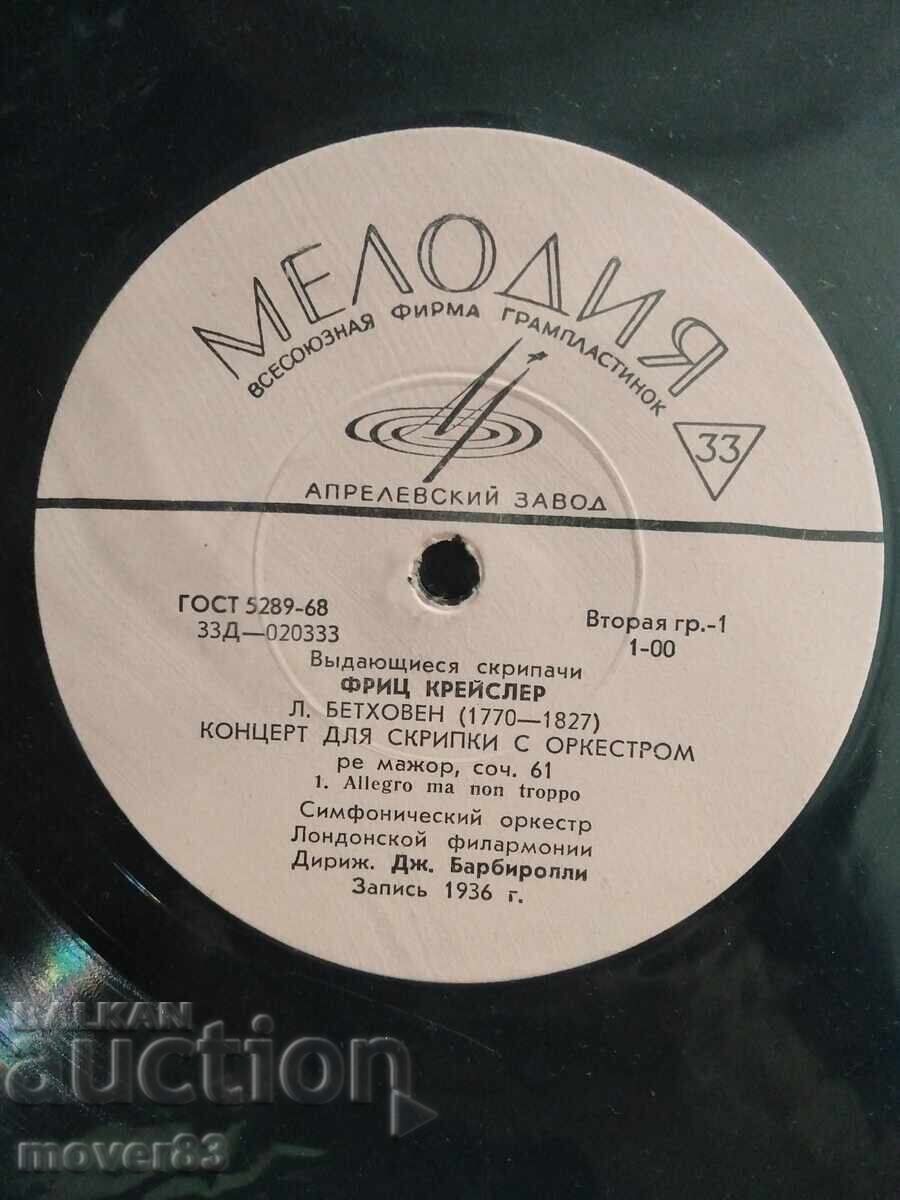 МЕЛОДИЯ
ВСЕСОЮЗНАЯ ФИРМА ГРАМПЛАСТИНОК
33
АПРЕЛЕВСКИЙ ЗАВОД
ГОСТ 5289-68
33Д—020333
Вторая гр.-1
1-00
Выдающиеся скрипачи
ФРИЦ КРЕЙСЛЕР
Л. БЕТХОВЕН (1770—1827)
КОНЦЕРТ ДЛЯ СКРИПКИ С ОРКЕСТРОМ
ре мажор, соч. 61
1. Allegro ma non troppo
Симфонический оркестр
Лондонской филармонии
Дириж. Дж. Барбиролли
Запись 1936 г.
BALKAN
auction
mover83